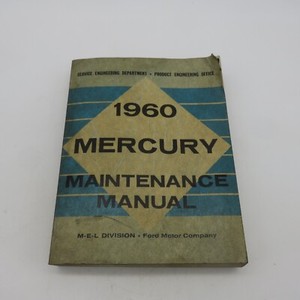 SERVICE ENGINEERING DEPARTMENT • PRODUCT ENGINEERING OFFICE
1960
MERCURY
MAINTENANCE
MANUAL
M-E-L DIVISION • Ford Motor Company